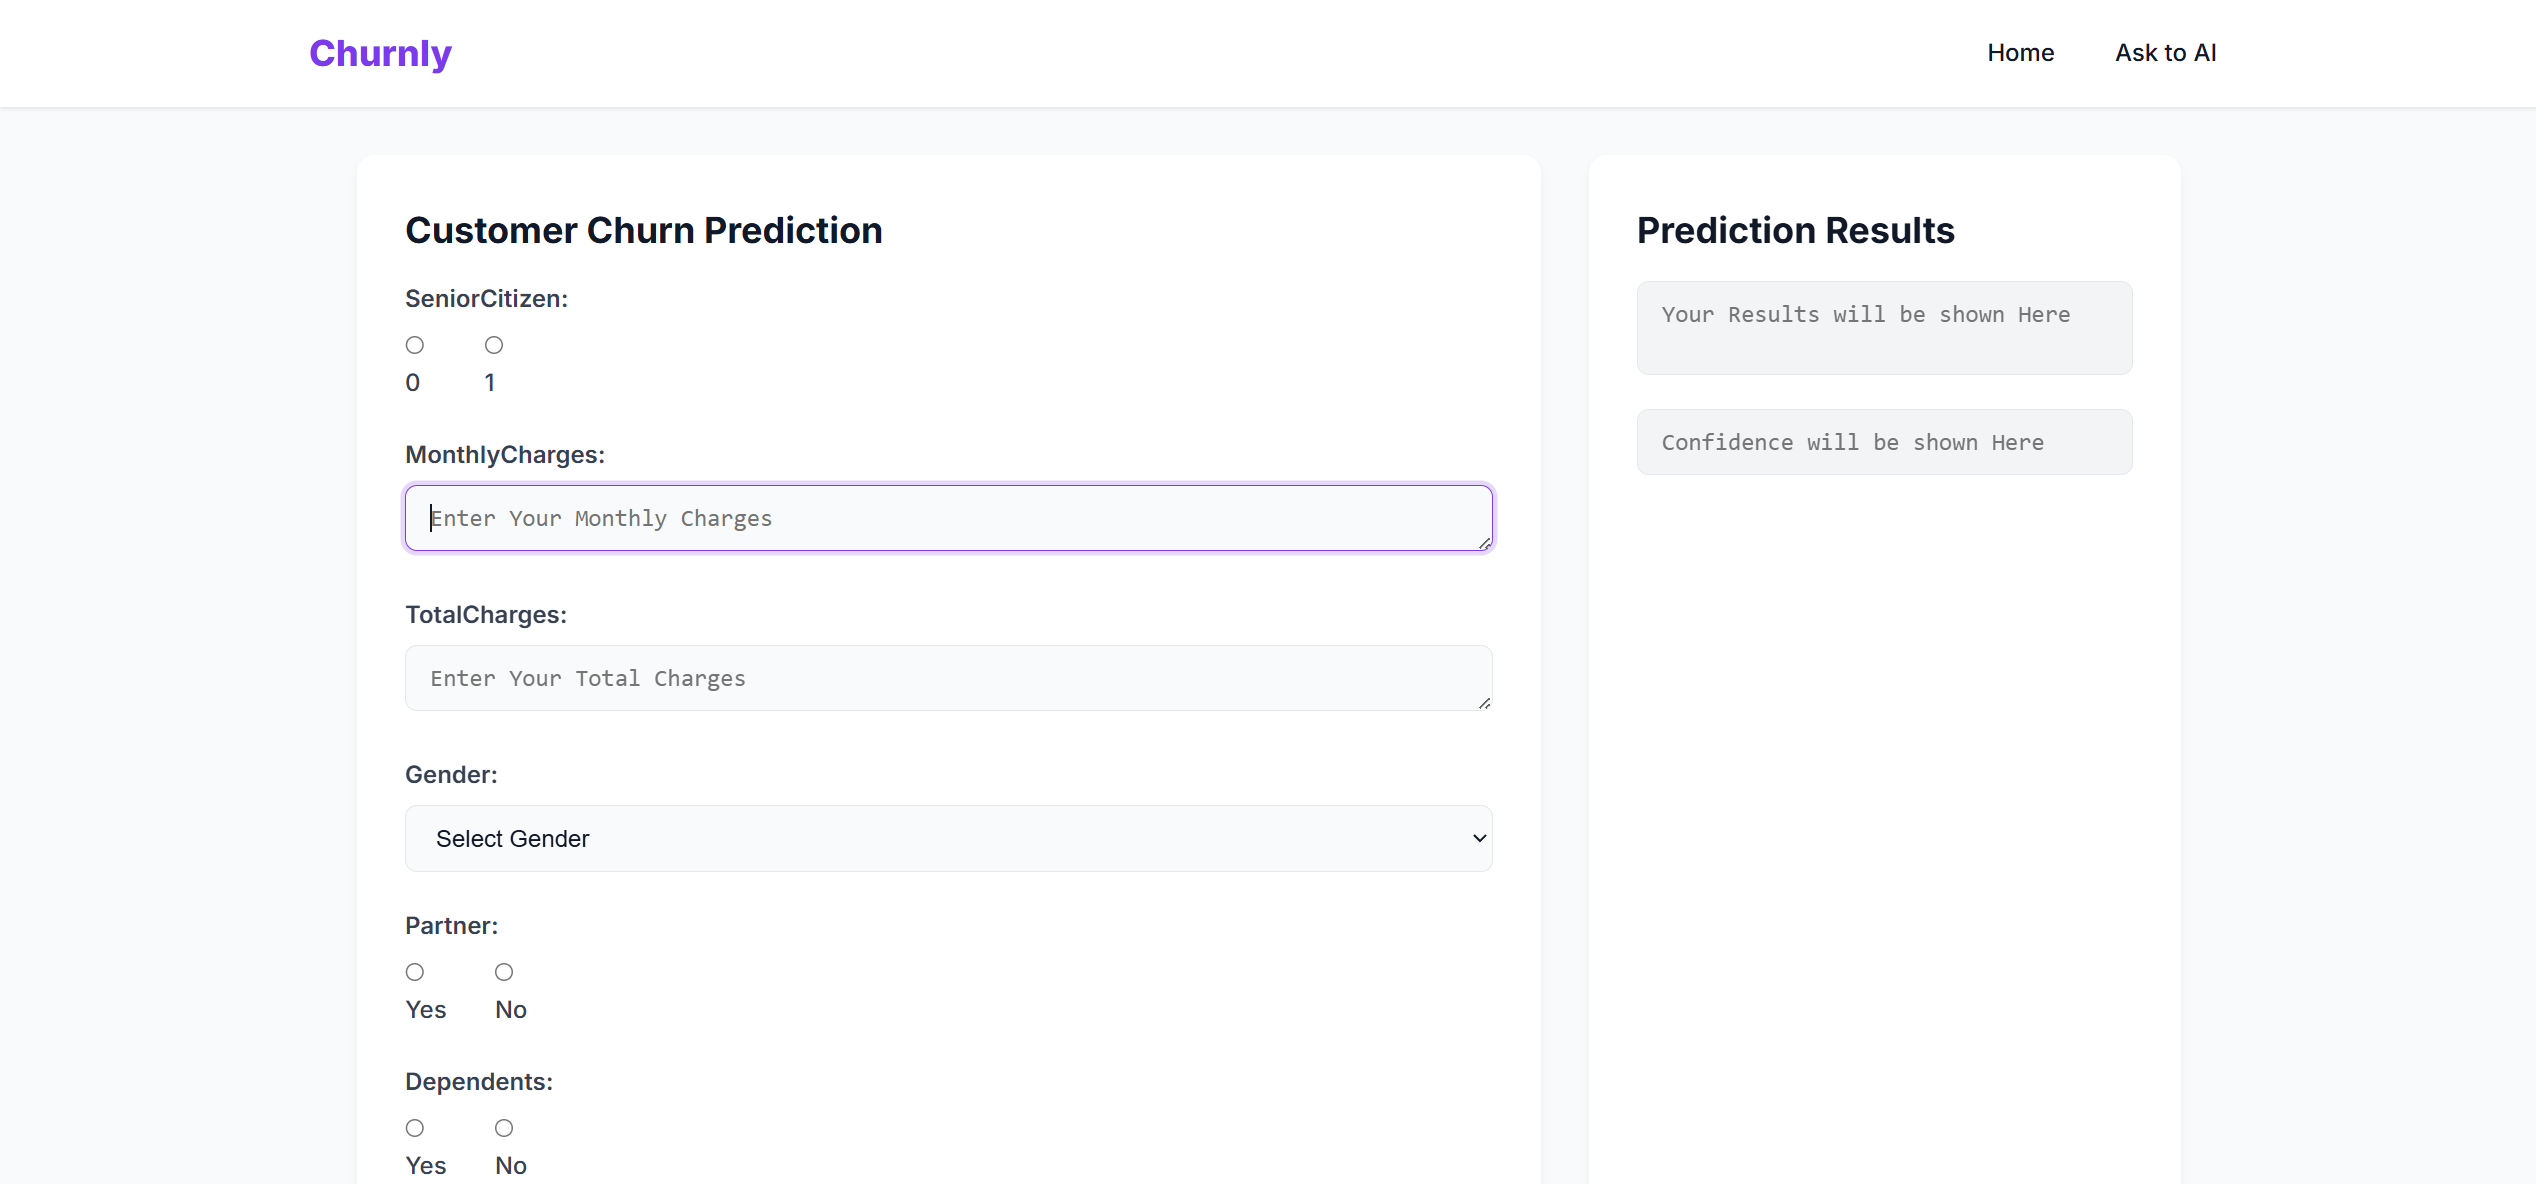 Churnly
Home
Ask to AI
Customer Churn Prediction
SeniorCitizen:
0
1
MonthlyCharges:
Enter Your Monthly Charges
TotalCharges:
Enter Your Total Charges
Gender:
Select Gender
Partner:
Yes
No
Dependents:
Yes
No
Prediction Results
Your Results will be shown Here
Confidence will be shown Here